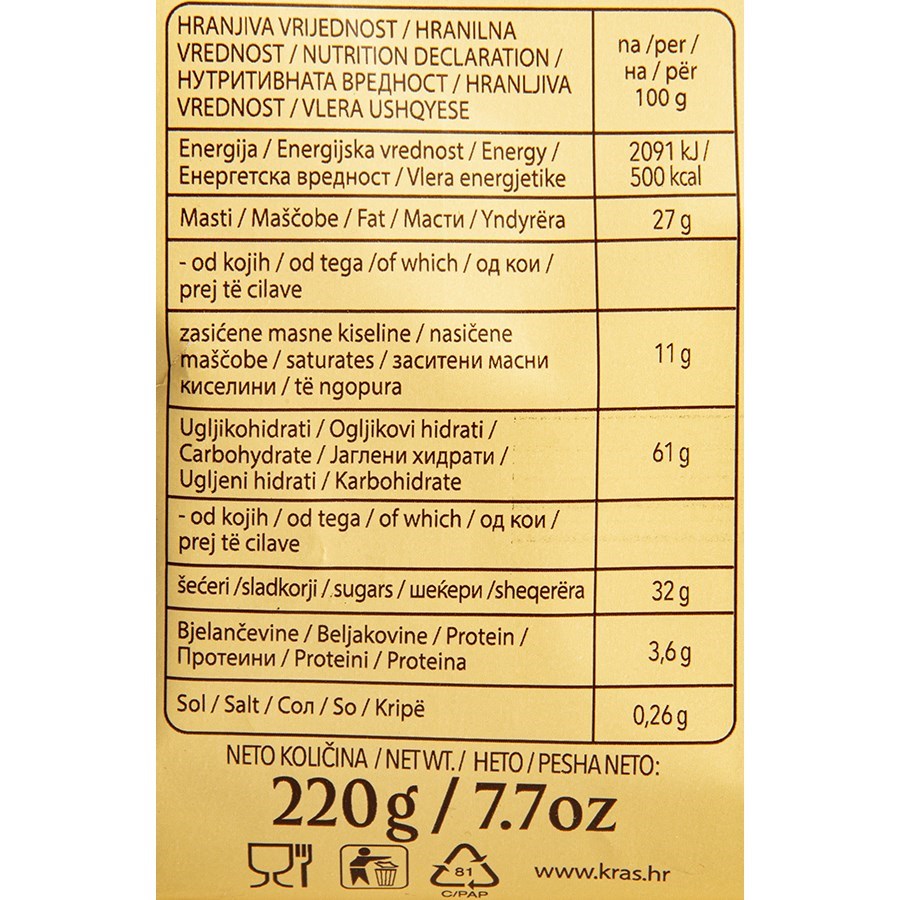 HRANJIVA VRIJEDNOST / HRANILNA
VREDNOST / NUTRITION DECLARATION /
НУТРИТИВНАТА ВРЕДНОСТ / HRANLJIVA
VREDNOST / VLERA USHQYESE
na /per /
на / për
100 g
Energija / Energijska vrednost / Energy /
Енергетска вредност / Vlera energjetike
2091 kJ /
500 kcal
Masti / Maščobe / Fat / Масти / Yndyrëra
27 g
- od kojih / od tega /of which / од кои /
prej të cilave
zasićene masne kiseline / nasičene
maščobe / saturates / заситени масни
киселини / të ngopura
11 g
Ugljikohidrati / Ogljikovi hidrati /
Carbohydrate / Јаглени хидрати /
Ugljeni hidrati / Karbohidrate
61 g
- od kojih / od tega / of which / од кои /
prej të cilave
šećeri /sladkorji / sugars / шеќери /sheqerëra
32 g
Bjelančevine / Beljakovine / Protein /
Протеини / Proteini / Proteina
3,6 g
Sol / Salt / Сол / So / Kripë
0,26 g
NETO KOLIČINA / NET WT. / НЕТО / PESHA NETO:
220 g / 7.7oz
81
C/PAP
www.kras.hr